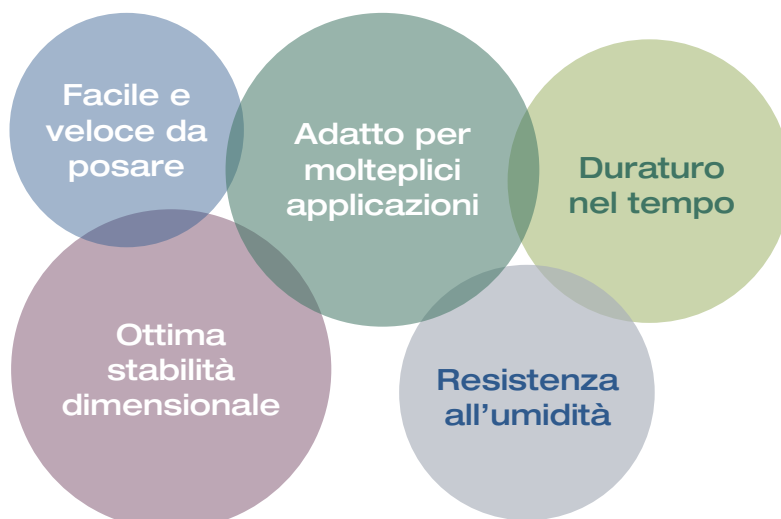 Facile e
veloce da
posare
Adatto per
molteplici
applicazioni
Duraturo
nel tempo
Ottima
stabilità
dimensionale
Resistenza
all’umidità